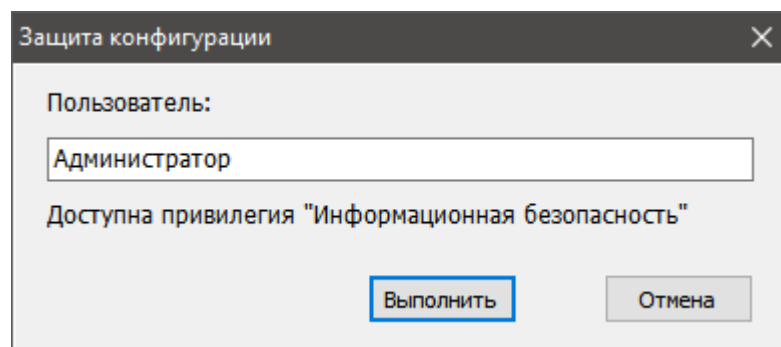 Защита конфигурации
Пользователь:
Администратор
Доступна привилегия "Информационная безопасность"
Выполнить
Отмена